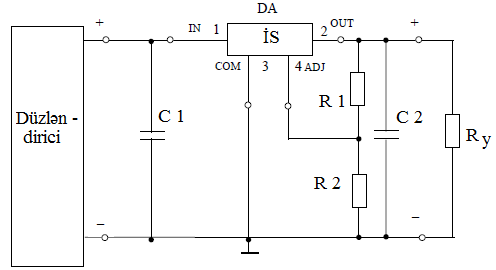 DA
+
IN 1
İS
2 OUT
+
COM 3
4 ADJ
Düzlən -
dirici
C 1
R 1
C 2
R y
R 2
–
–